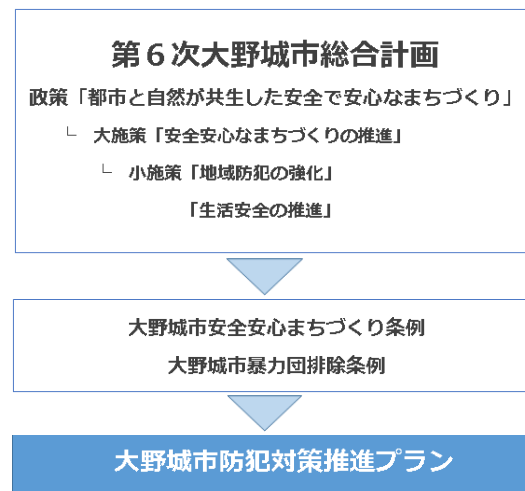 第６次大野城市総合計画
政策「都市と自然が共生した安全で安心なまちづくり」
└ 大施策「安全安心なまちづくりの推進」
└ 小施策「地域防犯の強化」
「生活安全の推進」
大野城市安全安心まちづくり条例
大野城市暴力団排除条例
大野城市防犯対策推進プラン